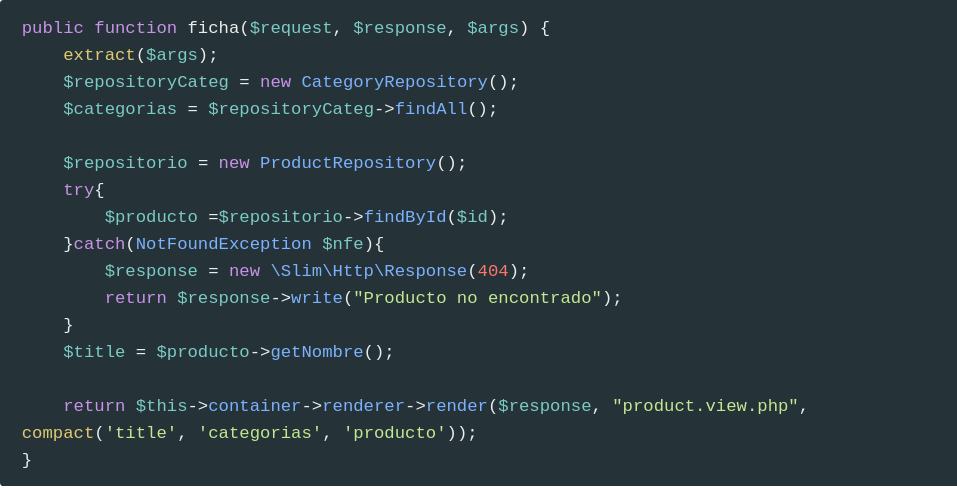 public function ficha($request, $response, $args) {
    extract($args);
    $repositoryCateg = new CategoryRepository();
    $categorias = $repositoryCateg->findAll();

    $repositorio = new ProductRepository();
    try{
        $producto =$repositorio->findById($id);
    }catch(NotFoundException $nfe){
        $response = new \Slim\Http\Response(404);
        return $response->write("Producto no encontrado");
    }
    $title = $producto->getNombre();

    return $this->container->renderer->render($response, "product.view.php",
compact('title', 'categorias', 'producto'));
}